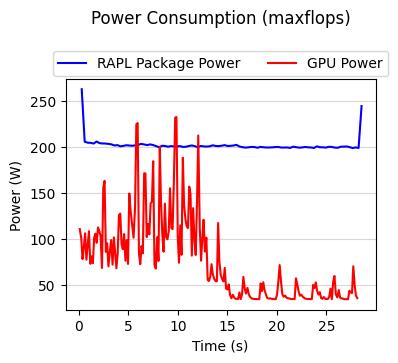 Power Consumption (maxflops)
RAPL Package Power GPU Power
Power (W)
250
200
150
100
50
0 5 10 15 20 25
Time (s)